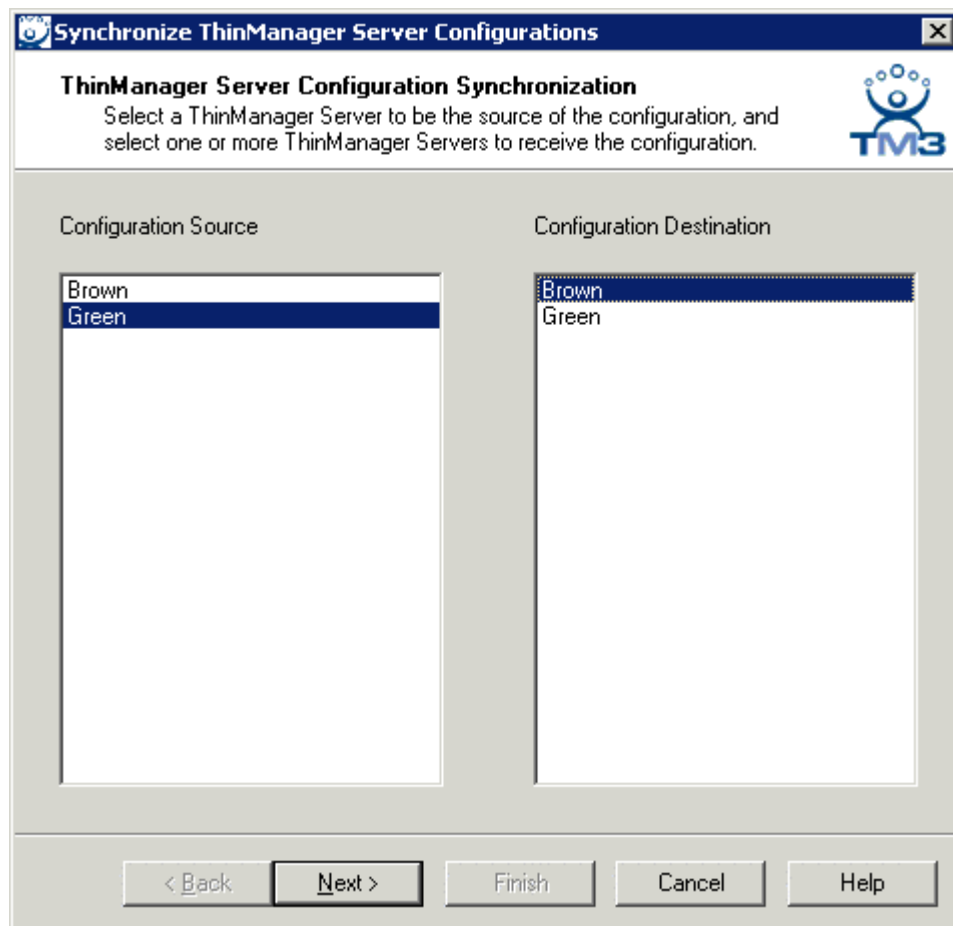 Synchronize ThinManager Server Configurations
ThinManager Server Configuration Synchronization
Select a ThinManager Server to be the source of the configuration, and
select one or more ThinManager Servers to receive the configuration.
TM3
Configuration Source
Configuration Destination
Brown
Green
Brown
Green
< Back
Next >
Finish
Cancel
Help